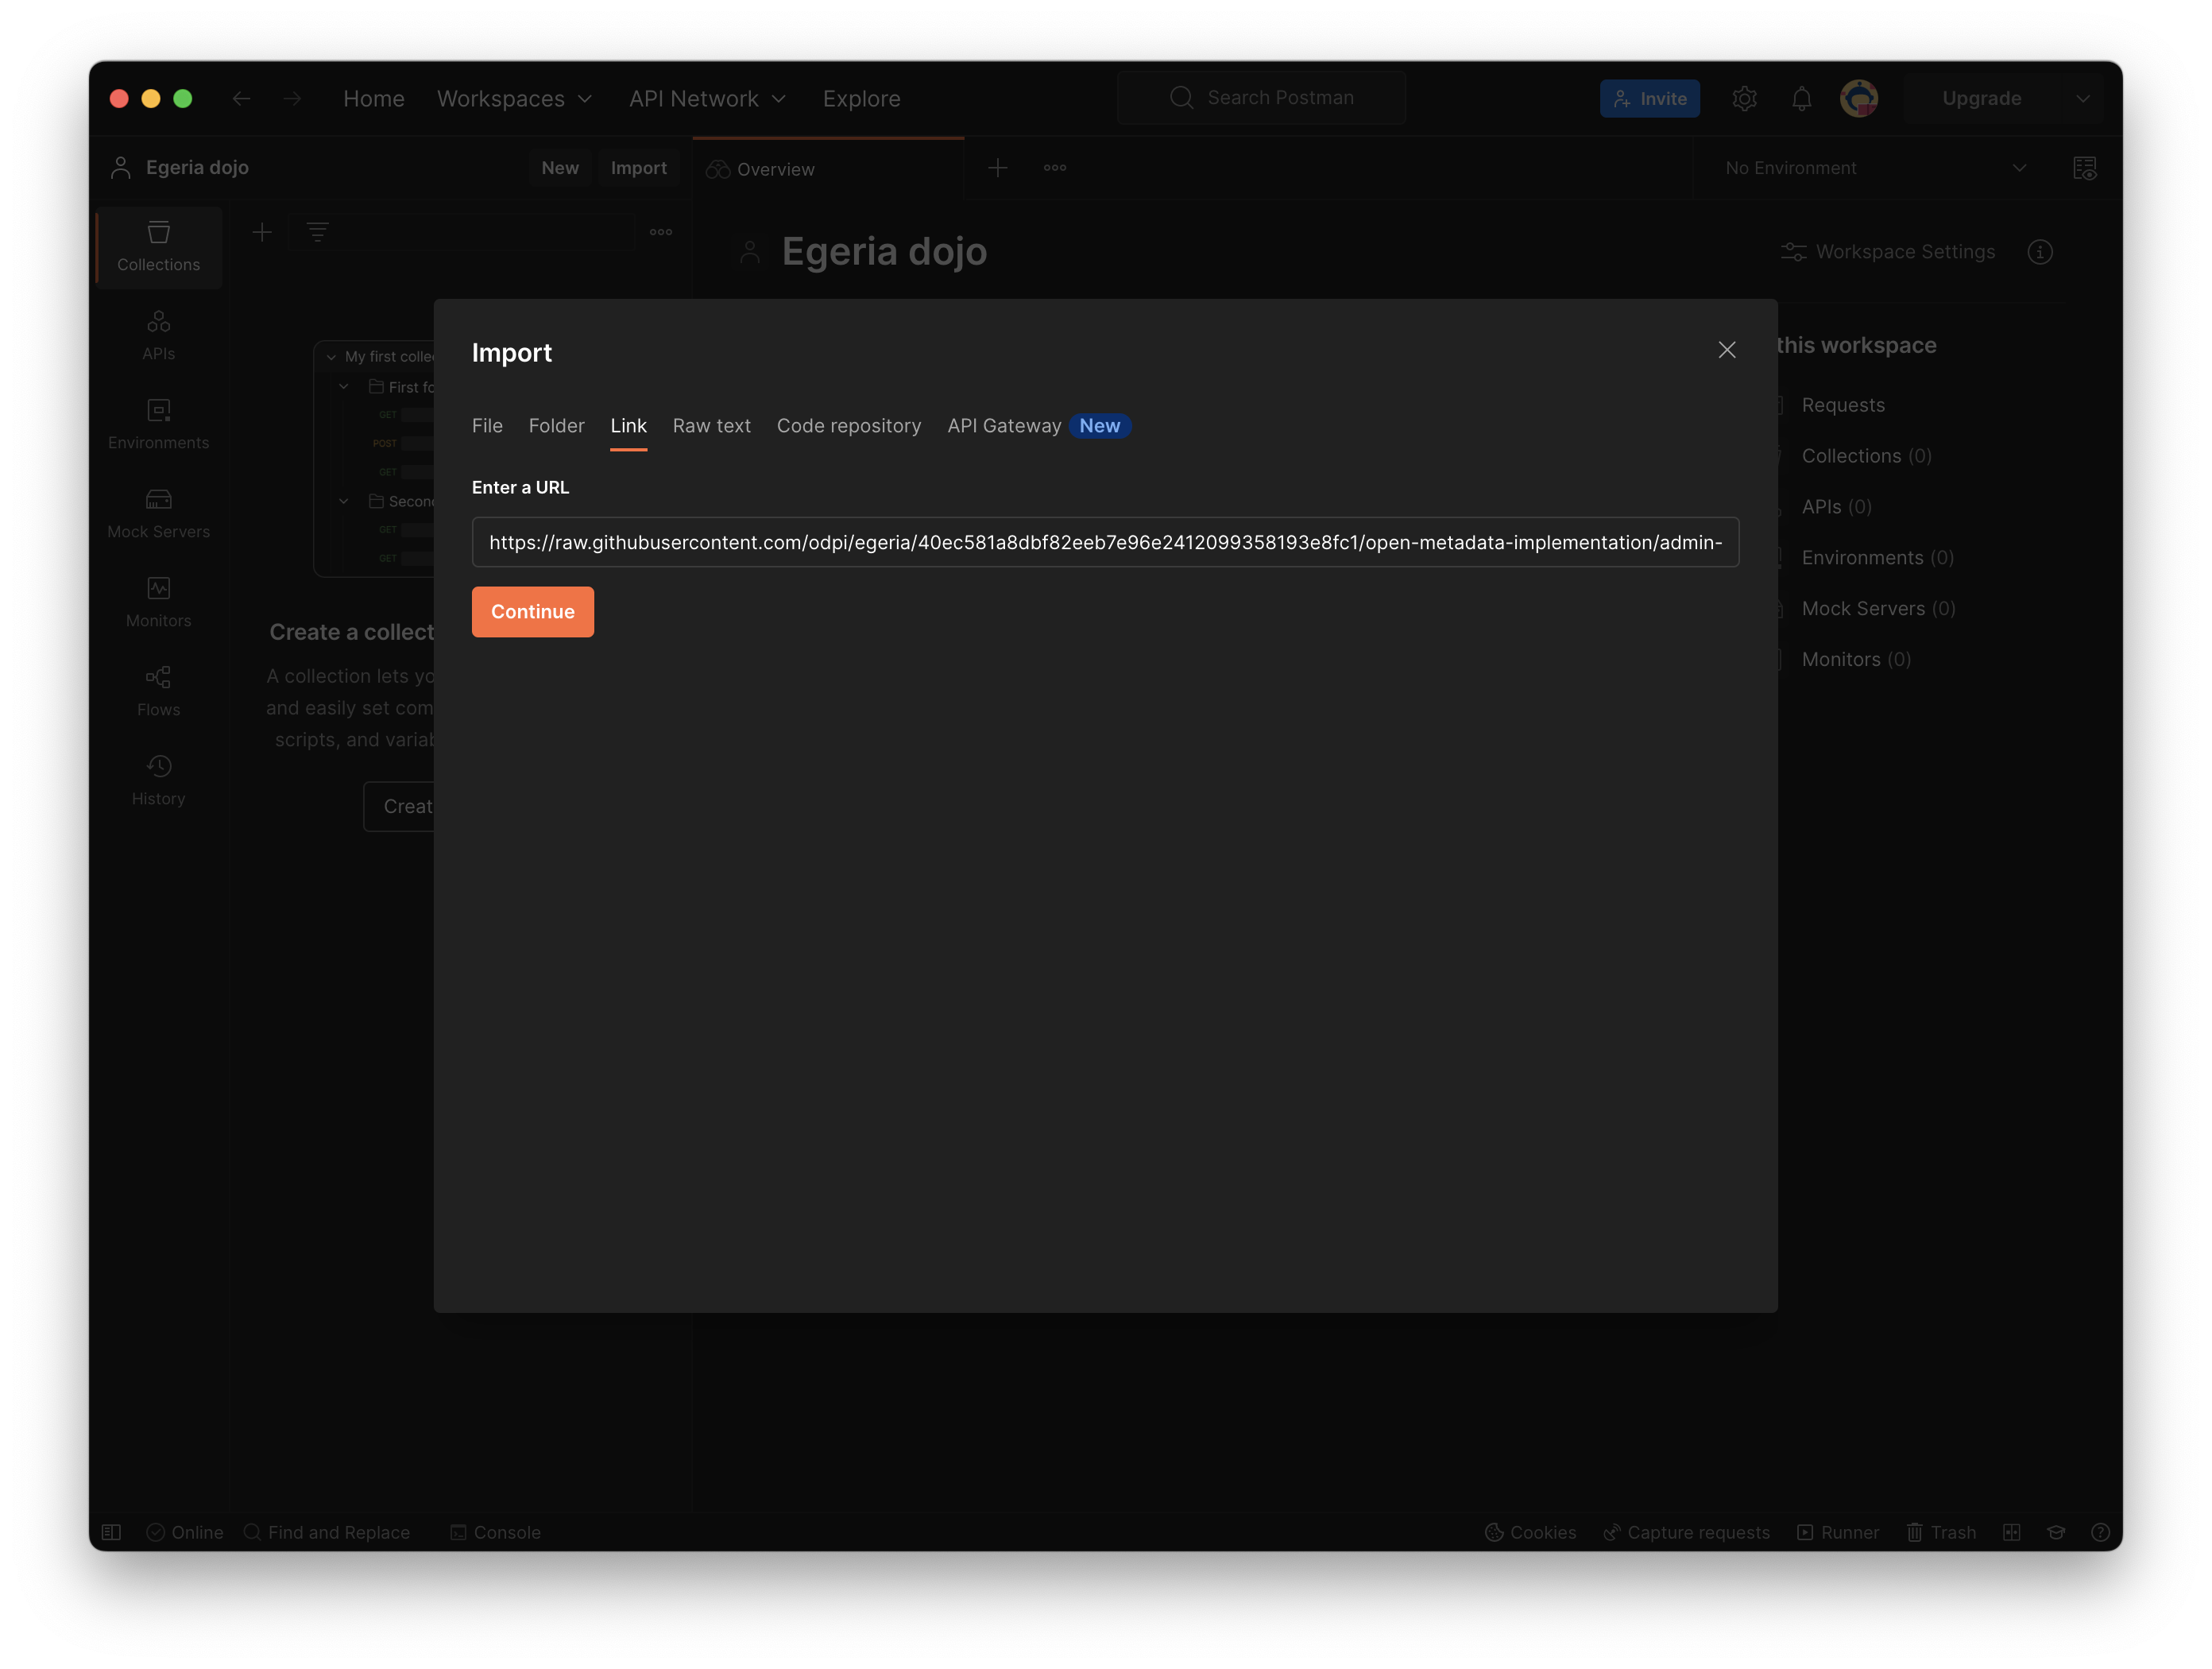 Home Workspaces API Network Explore Search Postman Invite Upgrade
Egeria dojo New Import Overview No Environment
Collections
APIs
Environments
Mock Servers
Monitors
Flows
History
My first colle
First fo
GET
POST
GET
Secon
GET
GET
Create a collect
A collection lets yo
and easily set com
scripts, and variab
Creat
Egeria dojo
Workspace Settings
this workspace
Requests
Collections (0)
APIs (0)
Environments (0)
Mock Servers (0)
Monitors (0)
Import
File Folder Link Raw text Code repository API Gateway New
Enter a URL
https://raw.githubusercontent.com/odpi/egeria/40ec581a8dbf82eeb7e96e2412099358193e8fc1/open-metadata-implementation/admin-
Continue
Online Find and Replace Console Cookies Capture requests Runner Trash